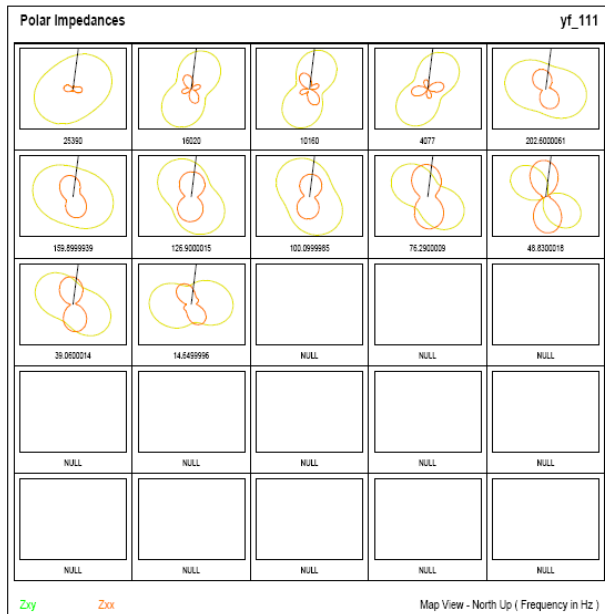 Polar Impedances yf_111
25390 16020 10160 4077 202.6000061
159.8999939 126.9000015 100.0999985 76.2900009 48.8300018
39.0600014 14.6499996 NULL NULL NULL
NULL NULL NULL NULL NULL
NULL NULL NULL NULL NULL
Zxy Zxx Map View - North Up ( Frequency in Hz )